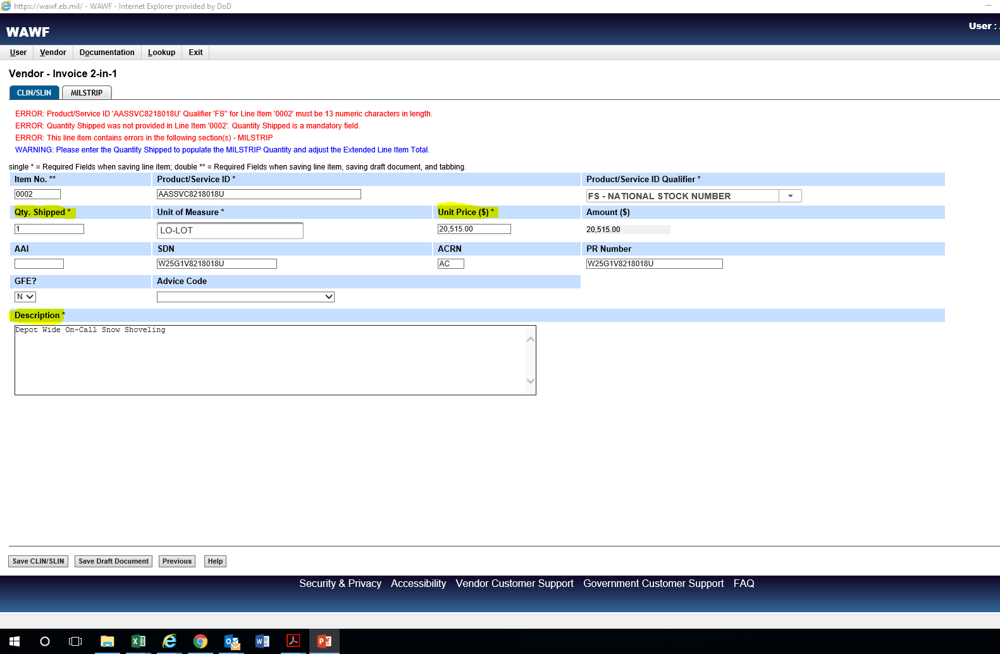 https://wawf.eb.mil/ - WAWF - Internet Explorer provided by DoD
WAWF
User :
User Vendor Documentation Lookup Exit
Vendor - Invoice 2-in-1
CLIN/SLIN MILSTRIP
ERROR: Product/Service ID 'AASSVC8218018U' Qualifier 'FS" for Line Item '0002' must be 13 numeric characters in length.
ERROR: Quantity Shipped was not provided in Line Item '0002'. Quantity Shipped is a mandatory field.
ERROR: This line item contains errors in the following section(s) - MILSTRIP
WARNING: Please enter the Quantity Shipped to populate the MILSTRIP Quantity and adjust the Extended Line Item Total.
single * = Required Fields when saving line item; double ** = Required Fields when saving line item, saving draft document, and tabbing.
Item No. ** Product/Service ID * Product/Service ID Qualifier *
0002 AASSVC8218018U FS - NATIONAL STOCK NUMBER
Qty. Shipped * Unit of Measure * Unit Price ($) * Amount ($)
1 LO-LOT 20,515.00 20,515.00
AAI SDN ACRN PR Number
W25G1V8218018U AC W25G1V8218018U
GFE? Advice Code
N
Description *
Depot Wide On-Call Snow Shoveling
Save CLIN/SLIN Save Draft Document Previous Help
Security & Privacy Accessibility Vendor Customer Support Government Customer Support FAQ